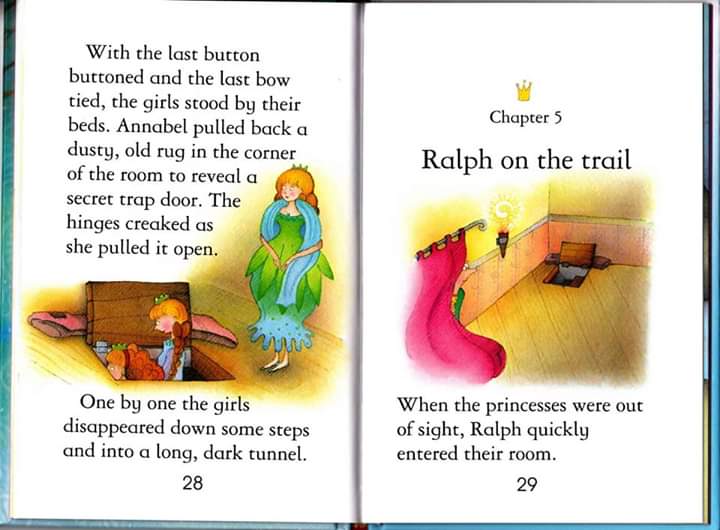 With the last button
buttoned and the last bow
tied, the girls stood by their
beds. Annabel pulled back a
dusty, old rug in the corner
of the room to reveal a
secret trap door. The
hinges creaked as
she pulled it open.
One by one the girls
disappeared down some steps
and into a long, dark tunnel.
28
Chapter 5
Ralph on the trail
When the princesses were out
of sight, Ralph quickly
entered their room.
29